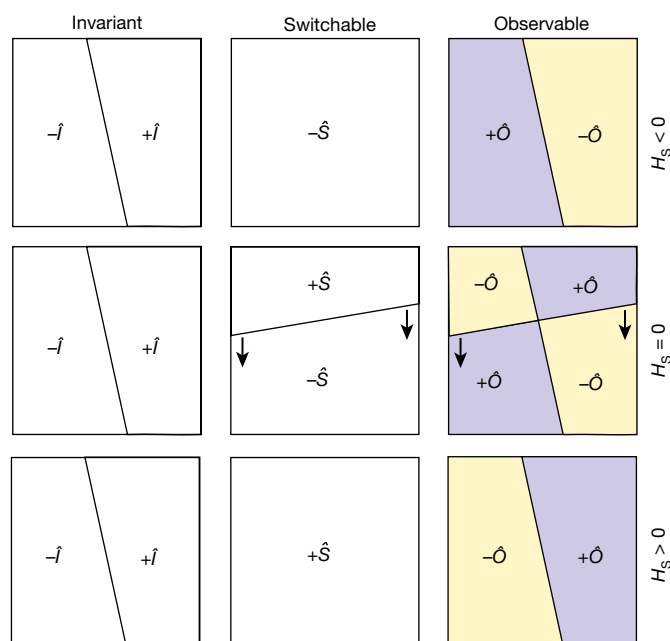 Invariant Switchable Observable
–Î +Î –Ŝ +Ô –Ô H_S < 0
+Ŝ –Ô +Ô
–Î +Î H_S = 0
–Ŝ +Ô –Ô
–Î +Î +Ŝ –Ô +Ô H_S > 0